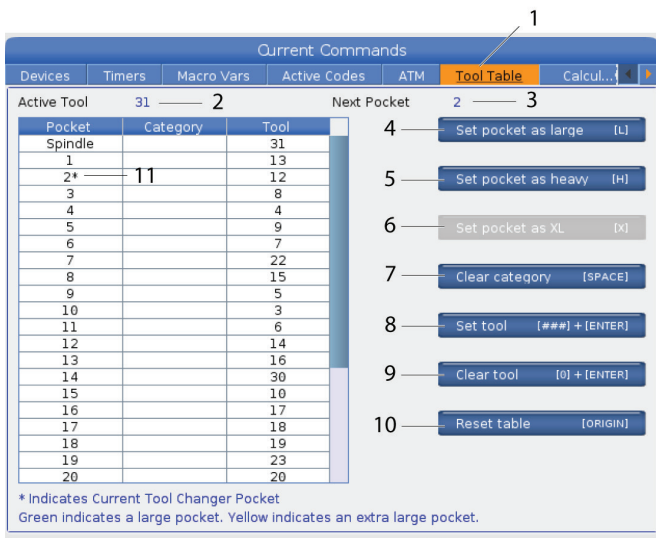 1
Current Commands
Devices Timers Macro Vars Active Codes ATM Tool Table Calcul...
Active Tool 31 2 Next Pocket 2 3
Pocket Category Tool
Spindle 31
1 13
2* 11 12
3 8
4 4
5 9
6 7
7 22
8 15
9 5
10 3
11 6
12 14
13 16
14 30
15 10
16 17
17 18
18 19
19 23
20 20
4 Set pocket as large [L]
5 Set pocket as heavy [H]
6 Set pocket as XL [X]
7 Clear category [SPACE]
8 Set tool [###] + [ENTER]
9 Clear tool [0] + [ENTER]
10 Reset table [ORIGIN]
* Indicates Current Tool Changer Pocket
Green indicates a large pocket. Yellow indicates an extra large pocket.